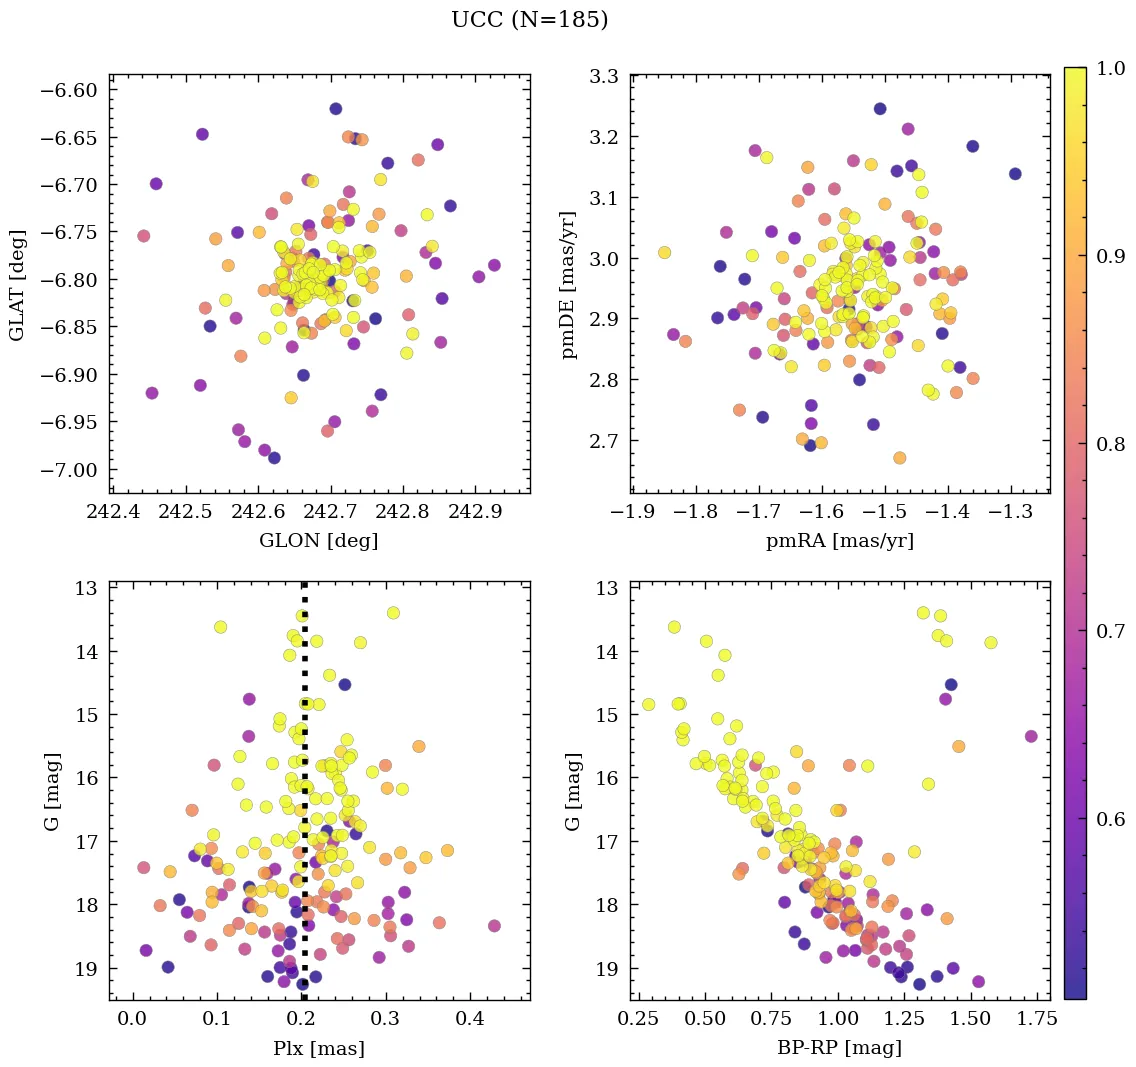 UCC (N=185)
−6.60
−6.65
−6.70
−6.75
−6.80
−6.85
−6.90
−6.95
−7.00
GLAT [deg]
242.4 242.5 242.6 242.7 242.8 242.9
GLON [deg]
3.3
3.2
3.1
3.0
2.9
2.8
2.7
pmDE [mas/yr]
−1.9 −1.8 −1.7 −1.6 −1.5 −1.4 −1.3
pmRA [mas/yr]
13
14
15
16
17
18
19
G [mag]
0.0 0.1 0.2 0.3 0.4
Plx [mas]
13
14
15
16
17
18
19
G [mag]
0.25 0.50 0.75 1.00 1.25 1.50 1.75
BP-RP [mag]
1.0
0.9
0.8
0.7
0.6